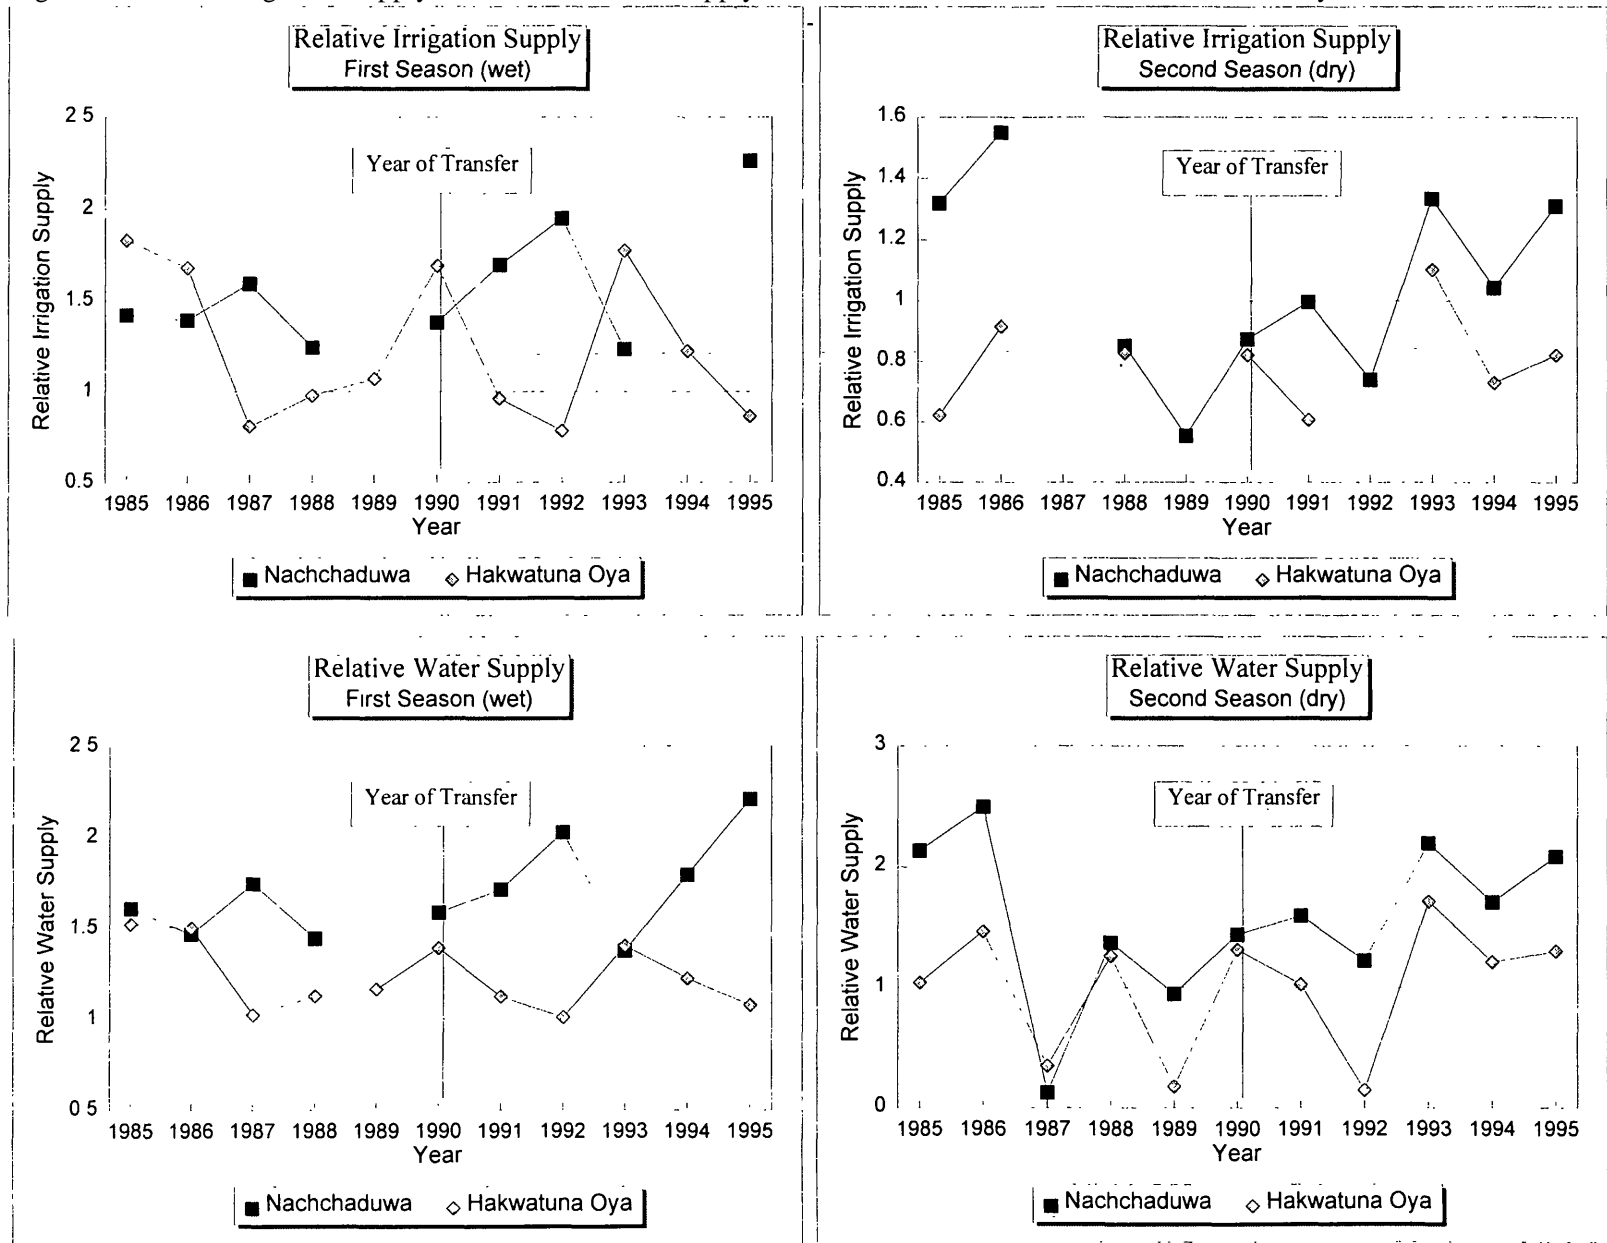 Relative Irrigation Supply
First Season (wet)
2 5
2
1.5
1
0.5
Relative Irrigation Supply
Year of Transfer
1985 1986 1987 1988 1989 1990 1991 1992 1993 1994 1995
Year
Nachchaduwa Hakwatuna Oya
Relative Irrigation Supply
Second Season (dry)
1.6
1.4
1.2
1
0.8
0.6
0.4
Relative Irrigation Supply
Year of Transfer
1985 1986 1987 1988 1989 1990 1991 1992 1993 1994 1995
Year
Nachchaduwa Hakwatuna Oya
Relative Water Supply
First Season (wet)
2 5
2
1.5
1
0 5
Relative Water Supply
Year of Transfer
1985 1986 1987 1988 1989 1990 1991 1992 1993 1994 1995
Year
Nachchaduwa Hakwatuna Oya
Relative Water Supply
Second Season (dry)
3
2
1
0
Relative Water Supply
Year of Transfer
1985 1986 1987 1988 1989 1990 1991 1992 1993 1994 1995
Year
Nachchaduwa Hakwatuna Oya